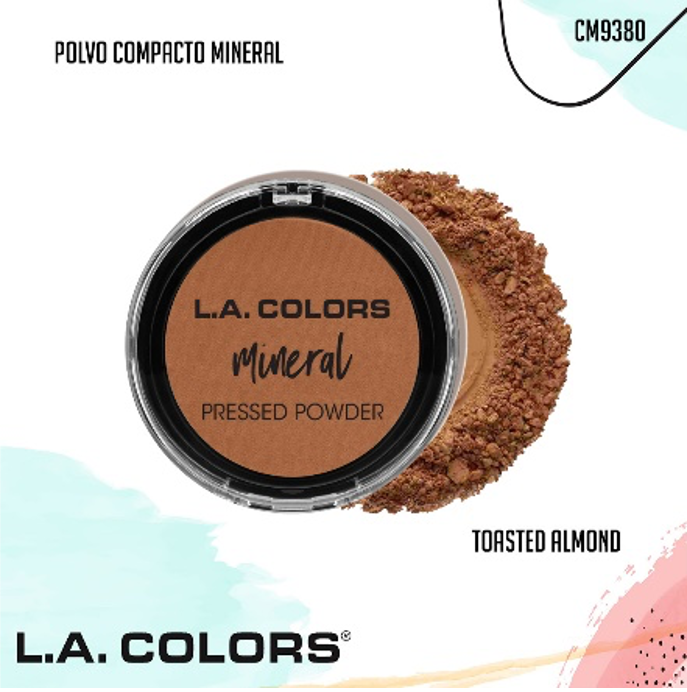 POLVO COMPACTO MINERAL
CM9380
L.A. COLORS
mineral
PRESSED POWDER
TOASTED ALMOND
L.A. COLORS®